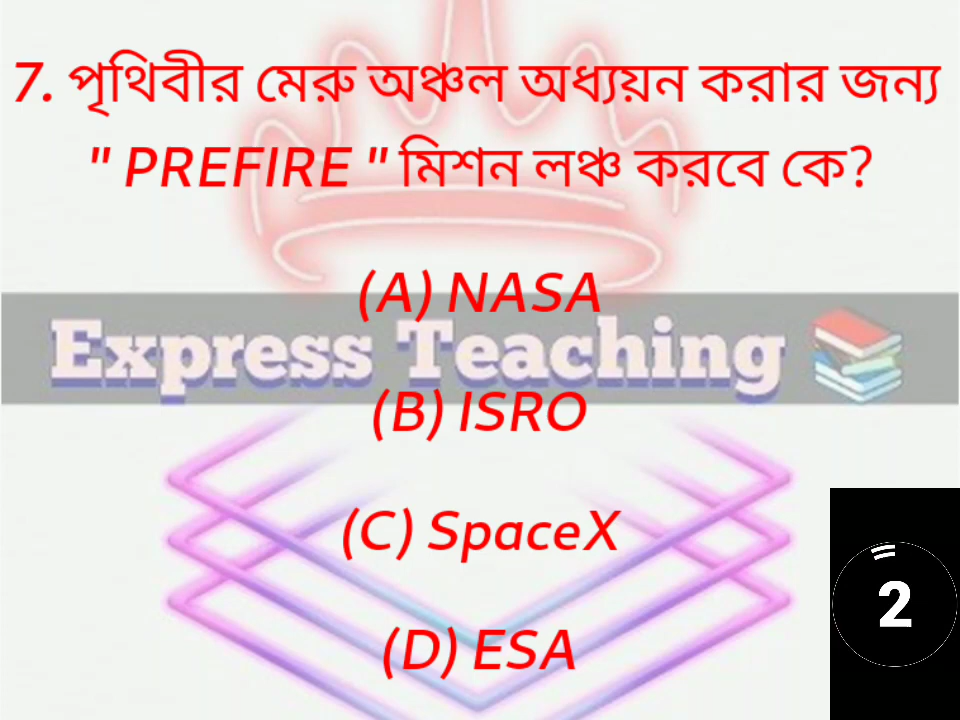 7. পৃথিবীর মেরু অঞ্চল অধ্যয়ন করার জন্য
" PREFIRE " মিশন লঞ্চ করবে কে?
(A) NASA
Express Teaching
(B) ISRO
(C) SpaceX
2
(D) ESA